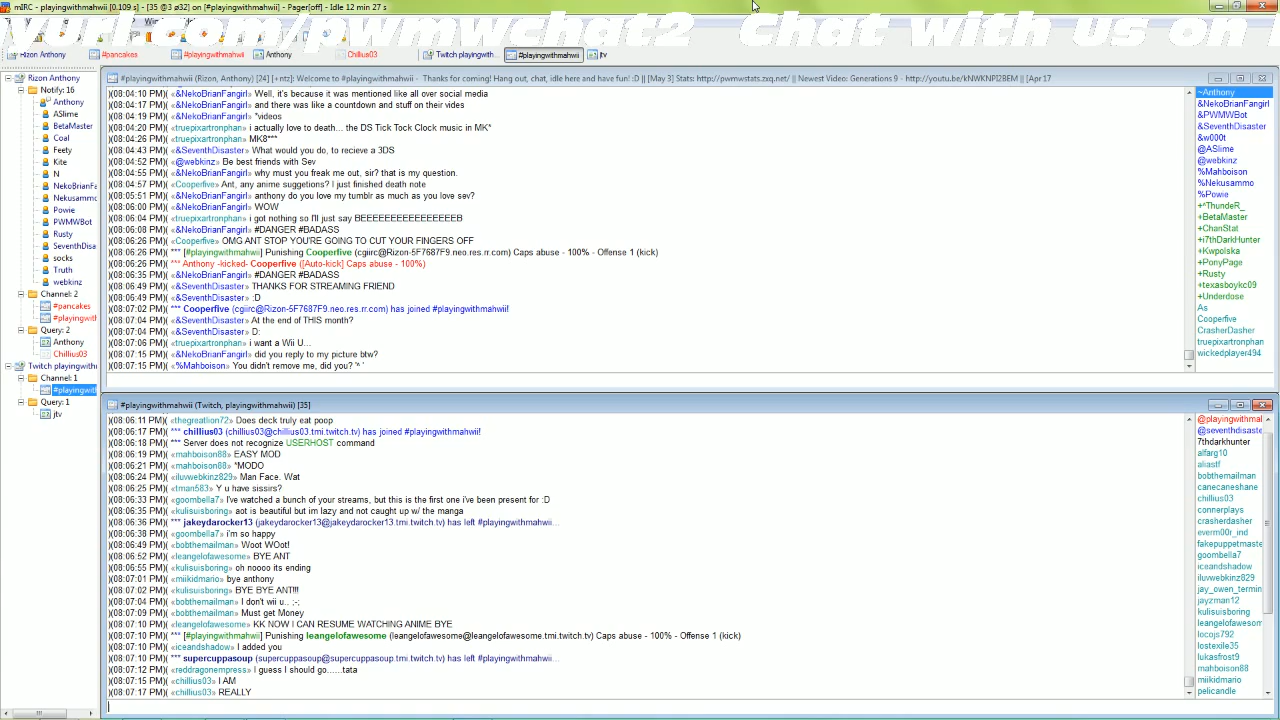 mIRC - playingwithmahwii [0.109 s] - [35 @3 ø32] on [#playingwithmahwii] - Pager[off] - Idle 12 min 27 s
yurl.com/pwmwchat2 Chat with us on m
Rizon Anthony #pancakes #playingwithmahwii Anthony Chillius03 Twitch playingwith... #playingwithmahwii jtv
Rizon Anthony
Notify: 16
Anthony
ASlime
BetaMaster
Coal
Feety
Kite
N
NekoBrianFa
Nekusammo
Powie
PWMWBot
Rusty
SeventhDisa
socks
Truth
webkinz
Channel: 2
#pancakes
#playingwith
Query: 2
Anthony
Chillius03
Twitch playingwith
Channel: 1
#playingwith
Query: 1
jtv
#playingwithmahwii (Rizon, Anthony) [24] [+ntz]: Welcome to #playingwithmahwii - Thanks for coming! Hang out, chat, idle here and have fun! :D || [May 3] Stats: http://pwmwstats.zxq.net/ || Newest Video: Generations 9 - http://youtu.be/kNWKNPI2BEM || [Apr 17
)(08:04:10 PM)( «&NekoBrianFangirl» Well, it's because it was mentioned like all over social media
)(08:04:17 PM)( «&NekoBrianFangirl» and there was like a countdown and stuff on their vids
)(08:04:19 PM)( «&NekoBrianFangirl» *videos
)(08:04:20 PM)( «truepixartronphan» i actually love to death... the DS Tick Tock Clock music in MK*
)(08:04:23 PM)( «truepixartronphan» MK8***
)(08:04:43 PM)( «&SeventhDisaster» What would you do, to recieve a 3DS
)(08:04:52 PM)( «@webkinz» Be best friends with Sev
)(08:04:55 PM)( «&NekoBrianFangirl» why must you freak me out, sir? that is my question.
)(08:04:57 PM)( «Cooperfive» Ant, any anime suggetions? I just finished death note
)(08:05:51 PM)( «&NekoBrianFangirl» anthony do you love my tumblr as much as you love sev?
)(08:06:00 PM)( «&NekoBrianFangirl» WOW
)(08:06:04 PM)( «truepixartronphan» i got nothing so I'll just say BEEEEEEEEEEEEEEEEEB
)(08:06:08 PM)( «&NekoBrianFangirl» #DANGER #BADASS
)(08:06:26 PM)( «Cooperfive» OMG ANT STOP YOU'RE GOING TO CUT YOUR FINGERS OFF
)(08:06:26 PM)( *** [#playingwithmahwii] Punishing Cooperfive (cgiirc@Rizon-5F7687F9.neo.res.rr.com) Caps abuse - 100% - Offense 1 (kick)
)(08:06:26 PM)( *** Anthony -kicked- Cooperfive ([Auto-kick] Caps abuse - 100%)
)(08:06:35 PM)( «&NekoBrianFangirl» #DANGER #BADASS
)(08:06:49 PM)( «&SeventhDisaster» THANKS FOR STREAMING FRIEND
)(08:06:49 PM)( «&SeventhDisaster» :D
)(08:07:02 PM)( *** Cooperfive (cgiirc@Rizon-5F7687F9.neo.res.rr.com) has joined #playingwithmahwii!
)(08:07:04 PM)( «&SeventhDisaster» At the end of THIS month?
)(08:07:04 PM)( «&SeventhDisaster» D:
)(08:07:06 PM)( «truepixartronphan» i want a Wii U...
)(08:07:15 PM)( «&NekoBrianFangirl» did you reply to my picture btw?
)(08:07:15 PM)( «%Mahboison» You didn't remove me, did you? '^ '
~Anthony
&NekoBrianFangirl
&PWMWBot
&SeventhDisaster
&w000t
@ASlime
@webkinz
%Mahboison
%Nekusammo
%Powie
+^ThundeR_
+BetaMaster
+ChanStat
+i7thDarkHunter
+Kwpolska
+PonyPage
+Rusty
+texasboykc09
+Underdose
As
Cooperfive
CrasherDasher
truepixartronphan
wickedplayer494
#playingwithmahwii (Twitch, playingwithmahwii) [35]
)(08:06:11 PM)( «thegreatlion72» Does deck truly eat poop
)(08:06:17 PM)( *** chillius03 (chillius03@chillius03.tmi.twitch.tv) has joined #playingwithmahwii!
)(08:06:18 PM)( *** Server does not recognize USERHOST command
)(08:06:19 PM)( «mahboison88» EASY MOD
)(08:06:21 PM)( «mahboison88» *MODO
)(08:06:24 PM)( «iluvwebkinz829» Man Face. Wat
)(08:06:25 PM)( «tman583» Y u have sissirs?
)(08:06:33 PM)( «goombella7» I've watched a bunch of your streams, but this is the first one i've been present for :D
)(08:06:35 PM)( «kulisuisboring» aot is beautiful but im lazy and not caught up w/ the manga
)(08:06:36 PM)( *** jakeydarocker13 (jakeydarocker13@jakeydarocker13.tmi.twitch.tv) has left #playingwithmahwii...
)(08:06:38 PM)( «goombella7» i'm so happy
)(08:06:49 PM)( «bobthemailman» Woot WOot!
)(08:06:52 PM)( «leangelofawesome» BYE ANT
)(08:06:55 PM)( «kulisuisboring» oh noooo its ending
)(08:07:01 PM)( «miikidmario» bye anthony
)(08:07:02 PM)( «kulisuisboring» BYE BYE ANT!!!
)(08:07:04 PM)( «bobthemailman» I don't wii u.. ;-;
)(08:07:09 PM)( «bobthemailman» Must get Money
)(08:07:10 PM)( «leangelofawesome» KK NOW I CAN RESUME WATCHING ANIME BYE
)(08:07:10 PM)( *** [#playingwithmahwii] Punishing leangelofawesome (leangelofawesome@leangelofawesome.tmi.twitch.tv) Caps abuse - 100% - Offense 1 (kick)
)(08:07:10 PM)( «iceandshadow» I added you
)(08:07:10 PM)( *** supercuppasoup (supercuppasoup@supercuppasoup.tmi.twitch.tv) has left #playingwithmahwii...
)(08:07:12 PM)( «reddragonempress» I guess I should go......tata
)(08:07:15 PM)( «chillius03» I AM
)(08:07:17 PM)( «chillius03» REALLY
@playingwithmahwi
@seventhdisaste
7thdarkhunter
alfarg10
aliastf
bobthemailman
canecaneshane
chillius03
connerplays
crasherdasher
everm00r_ind
fakepuppetmaste
goombella7
iceandshadow
iluvwebkinz829
jay_owen_termin
jayzman12
kulisuisboring
leangelofawesom
locojs792
lostexile35
lukasfrost9
mahboison88
miikidmario
pelicandle